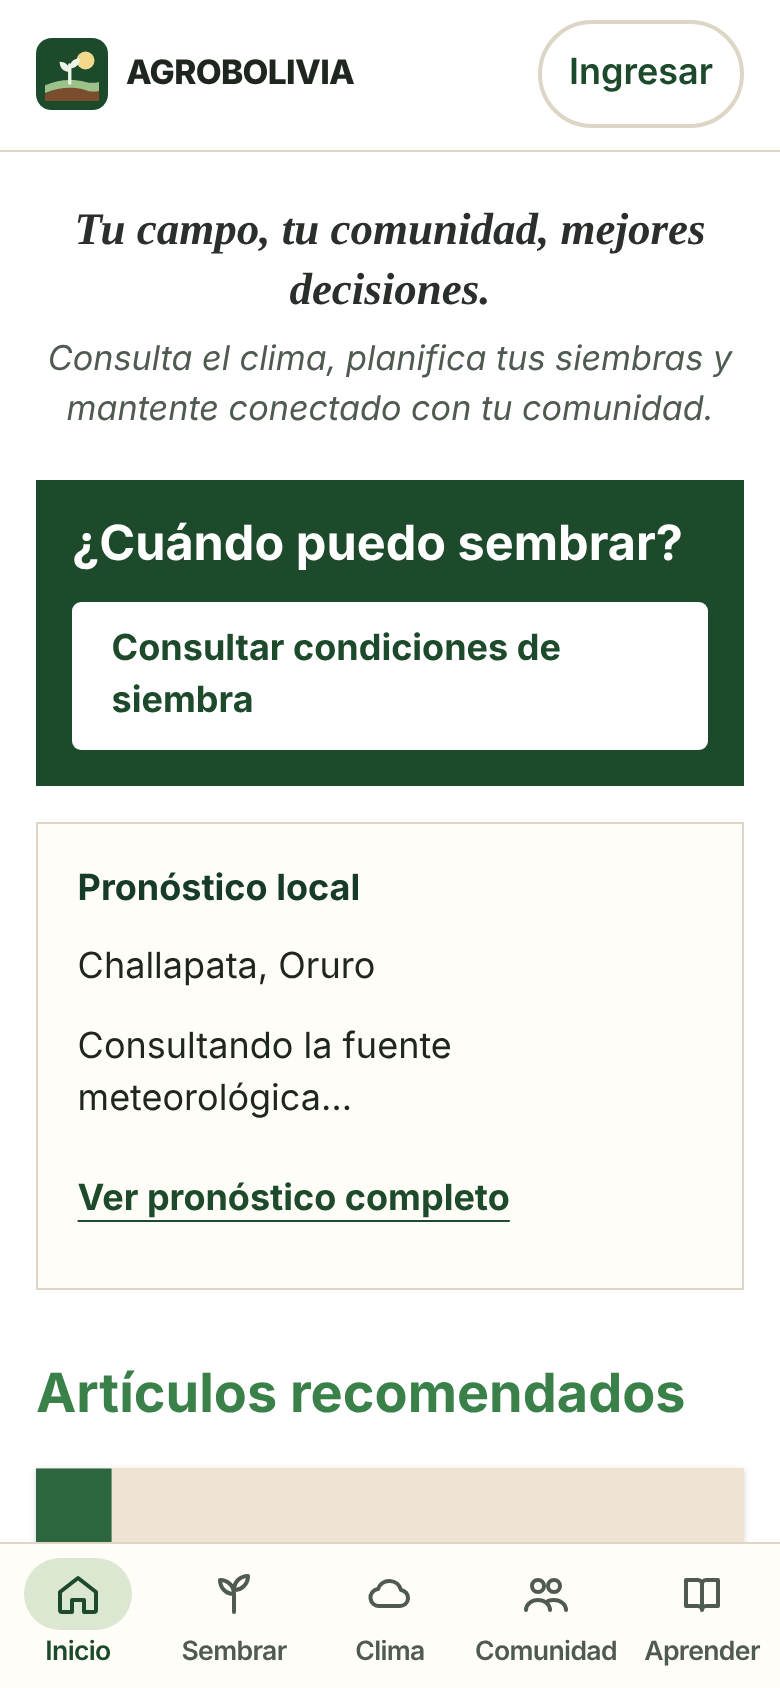 AGROBOLIVIA
Ingresar
Tu campo, tu comunidad, mejores
decisiones.
Consulta el clima, planifica tus siembras y
mantente conectado con tu comunidad.
¿Cuándo puedo sembrar?
Consultar condiciones de
siembra
Pronóstico local
Challapata, Oruro
Consultando la fuente
meteorológica...
Ver pronóstico completo
Artículos recomendados
Inicio
Sembrar
Clima
Comunidad
Aprender